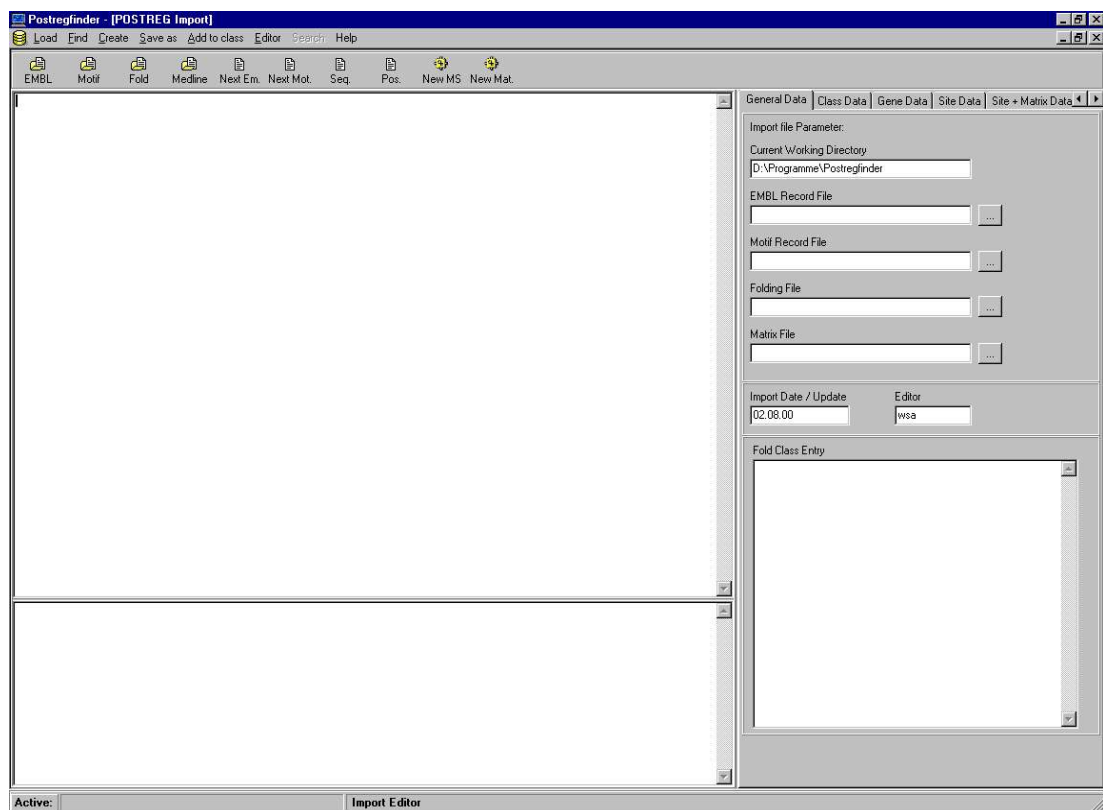 Postregfinder - [POSTREG Import]
Load Find Create Save as Add to class Editor Search Help
EMBL Motif Fold Medline Next Em. Next Mot. Seq. Pos. New MS New Mat.
General Data Class Data Gene Data Site Data Site + Matrix Data
Import file Parameter:
Current Working Directory
D:\Programme\Postregfinder
EMBL Record File
...
Motif Record File
...
Folding File
...
Matrix File
...
Import Date / Update Editor
02.08.00 wsa
Fold Class Entry
Active: Import Editor